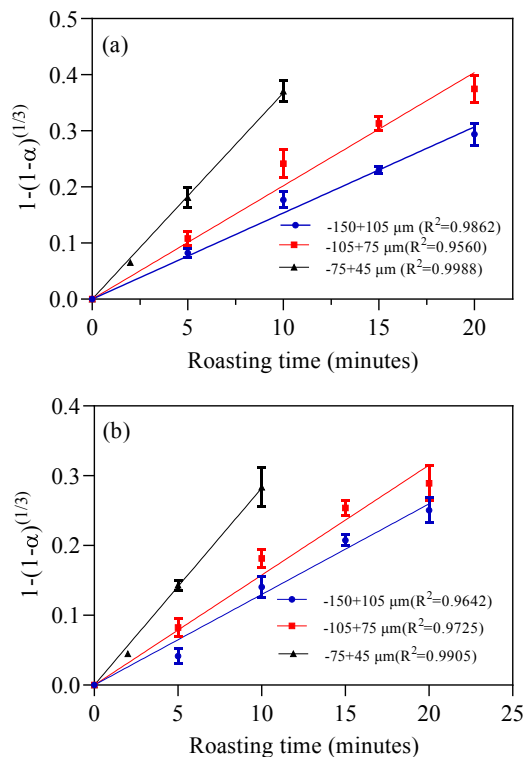 (a)
1-(1-α)^(1/3)
0.5
0.4
0.3
0.2
0.1
0.0
-150+105 μm (R²=0.9862)
-105+75 μm (R²=0.9560)
-75+45 μm (R²=0.9988)
0 5 10 15 20
Roasting time (minutes)
(b)
1-(1-α)^(1/3)
0.4
0.3
0.2
0.1
0.0
-150+105 μm(R²=0.9642)
-105+75 μm(R²=0.9725)
-75+45 μm(R²=0.9905)
0 5 10 15 20 25
Roasting time (minutes)